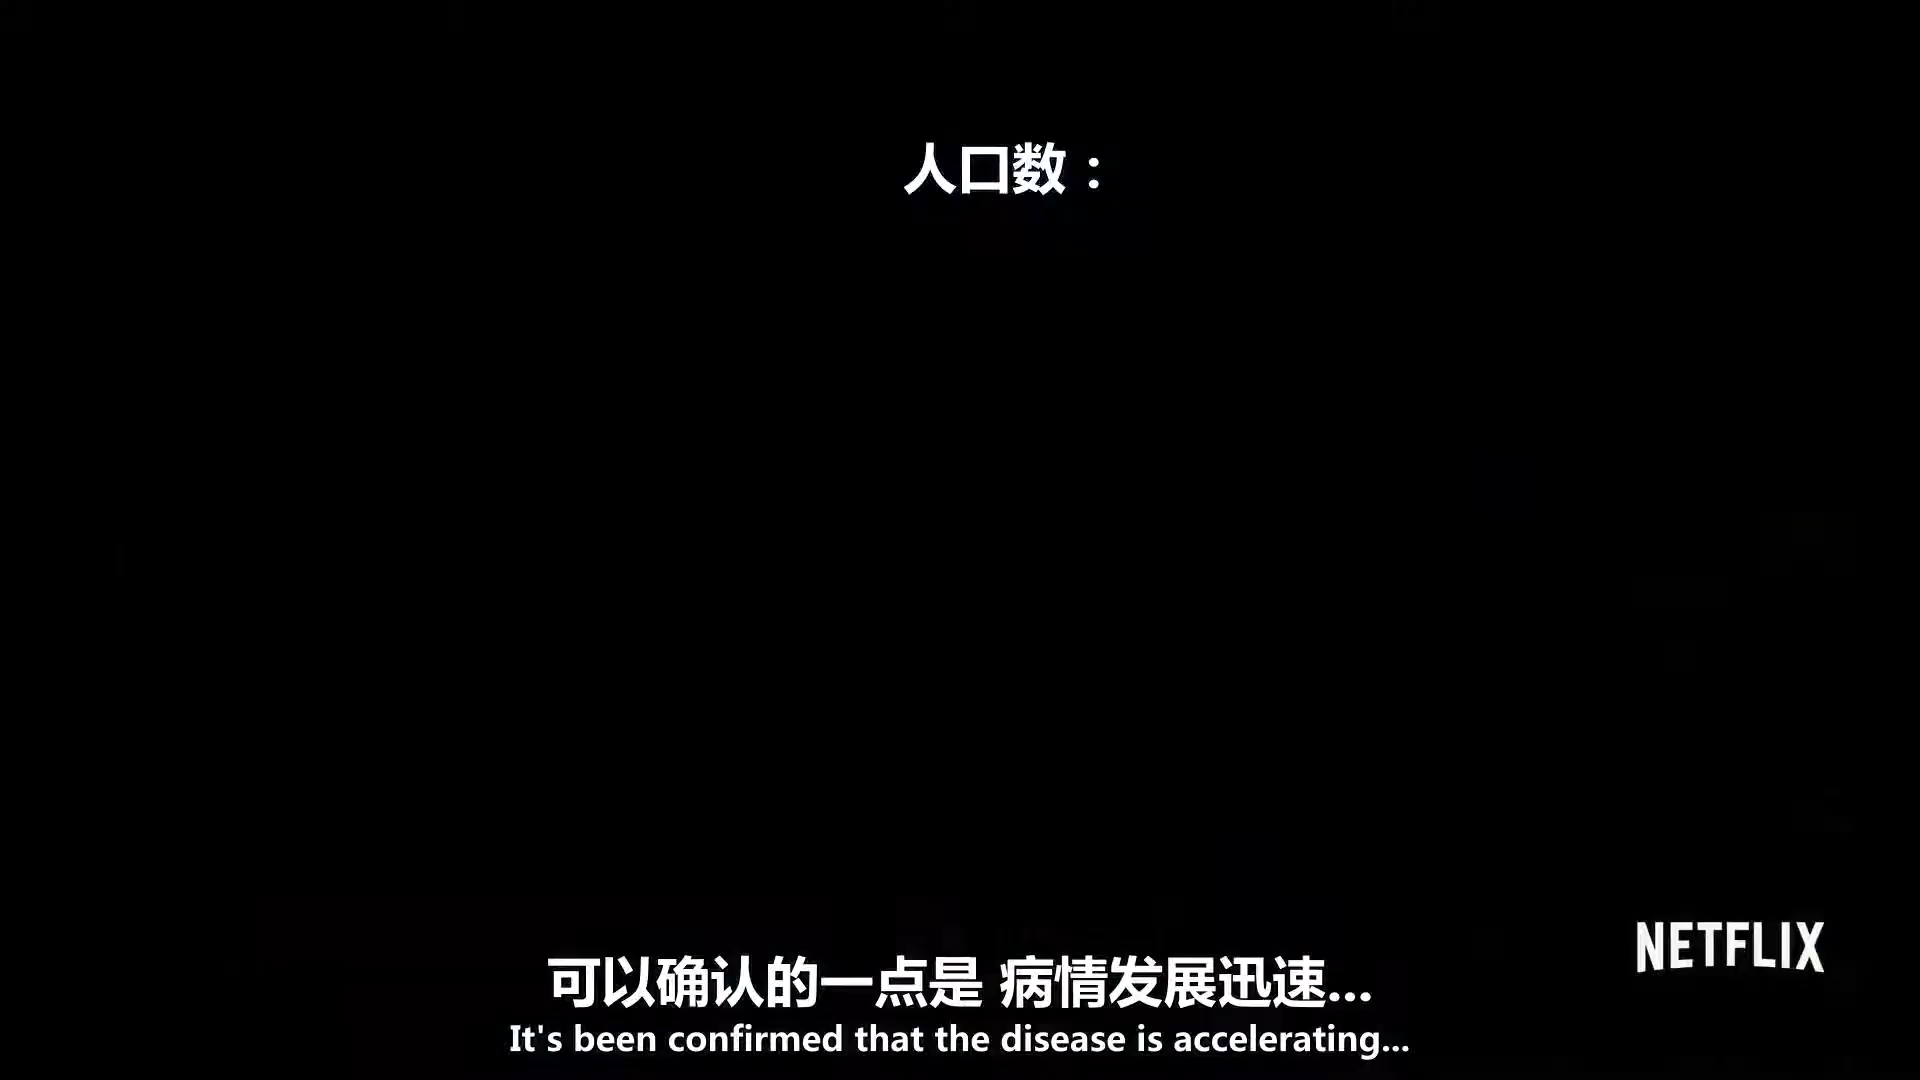 人口数：
NETFLIX
可以确认的一点是 病情发展迅速...
It's been confirmed that the disease is accelerating...